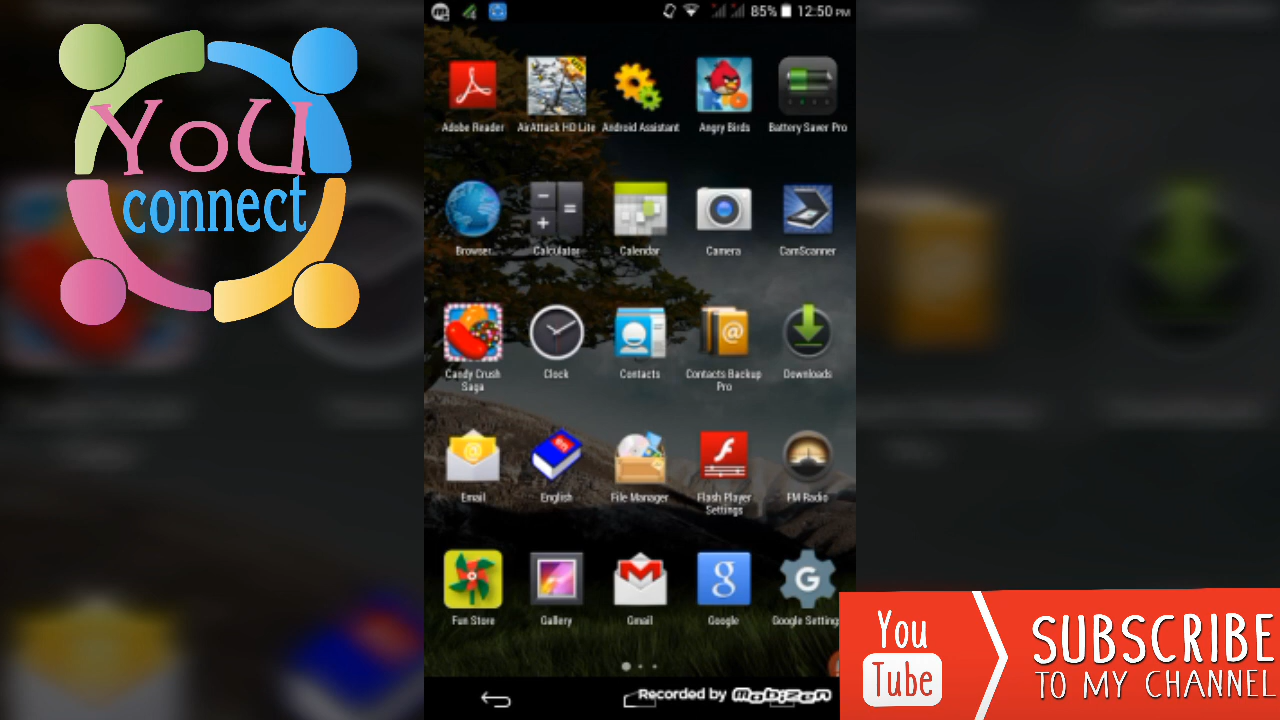 YoU
connect
85% 12:50 PM
Adobe Reader
AirAttack HD Lite
Android Assistant
Angry Birds
Battery Saver Pro
Browser
Calculator
Calendar
Camera
CamScanner
Candy Crush
Saga
Clock
Contacts
Contacts Backup
Pro
Downloads
Email
English
File Manager
Flash Player
Settings
FM Radio
Fun Store
Gallery
Gmail
Google
Google Setting
Recorded by Mobizen
You
Tube
SUBSCRIBE
TO MY CHANNEL